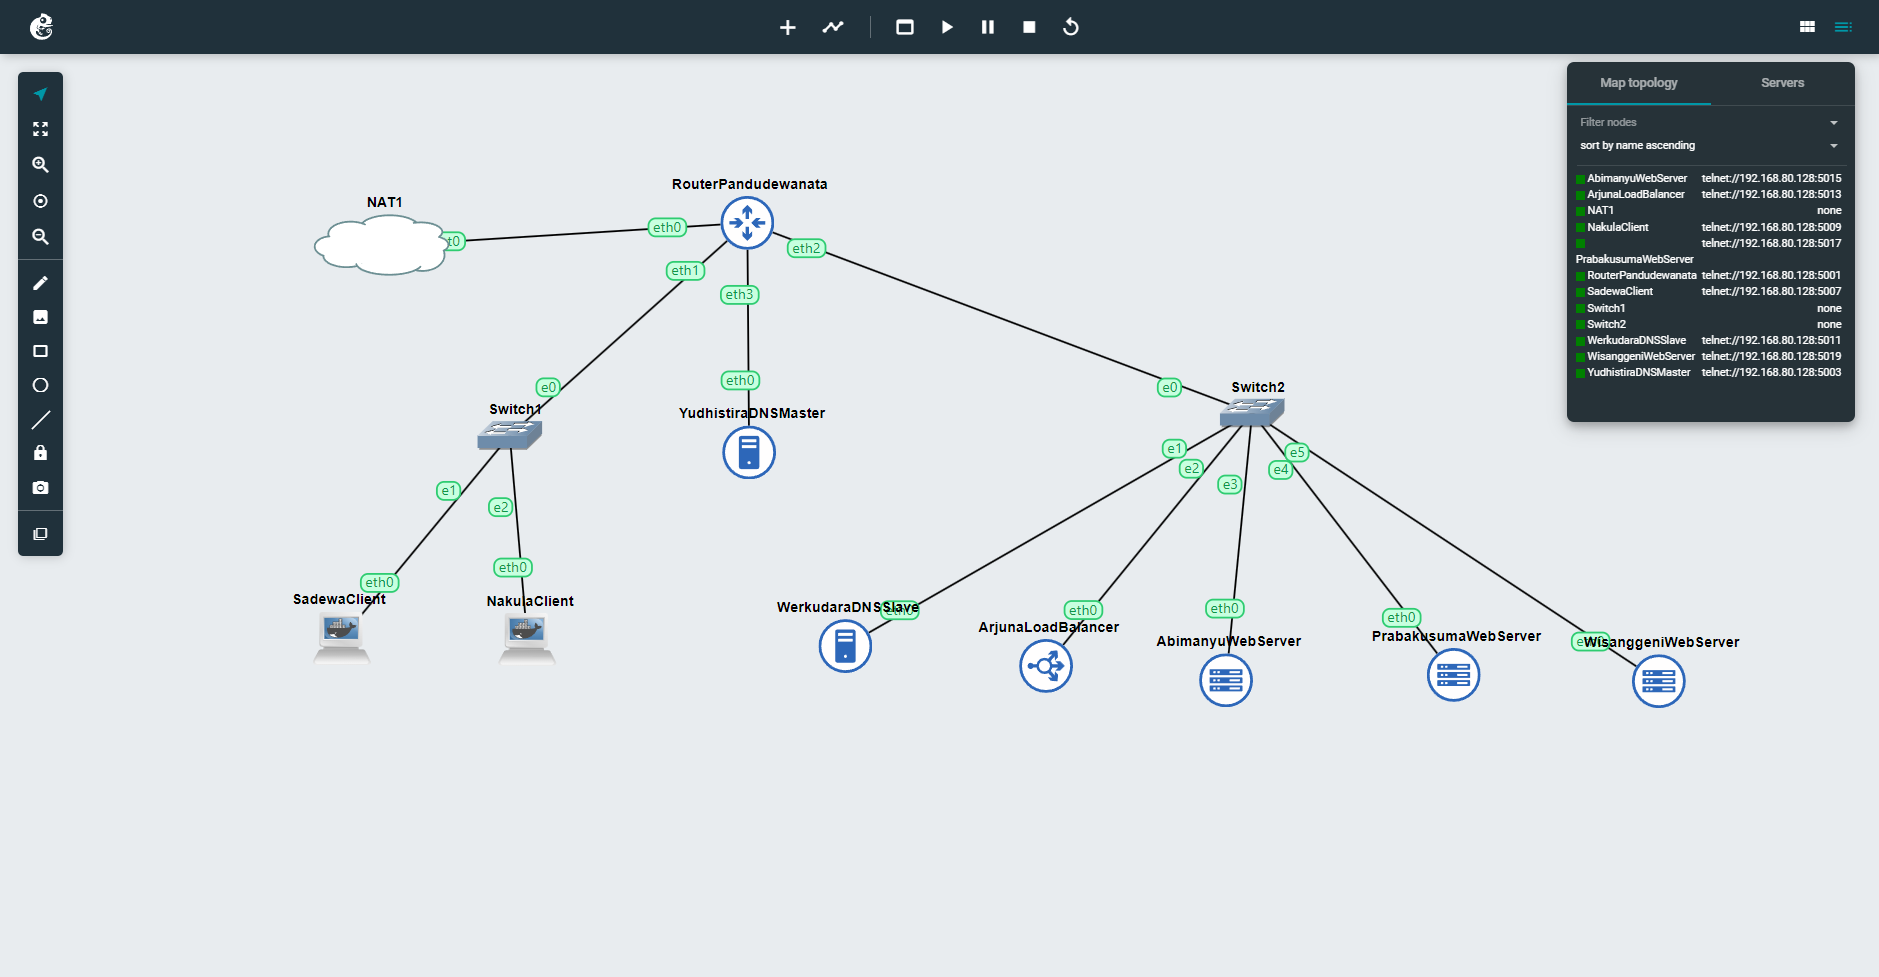 Map topology Servers
Filter nodes
sort by name ascending
AbimanyuWebServer telnet://192.168.80.128:5015
ArjunaLoadBalancer telnet://192.168.80.128:5013
NAT1 none
NakulaClient telnet://192.168.80.128:5009
telnet://192.168.80.128:5017
PrabakusumaWebServer
RouterPandudewanata telnet://192.168.80.128:5001
SadewaClient telnet://192.168.80.128:5007
Switch1 none
Switch2 none
WerkudaraDNSSlave telnet://192.168.80.128:5011
WisanggeniWebServer telnet://192.168.80.128:5019
YudhistiraDNSMaster telnet://192.168.80.128:5003
RouterPandudewanata
NAT1
eth0
eth2
eth1
eth3
eth0
e0
e0
Switch2
Switch1
YudhistiraDNSMaster
e1
e2
e3
e4
e5
e1
e2
eth0
eth0
SadewaClient
NakulaClient
WerkudaraDNSSlave
eth0
eth0
ArjunaLoadBalancer
eth0
AbimanyuWebServer
eth0
PrabakusumaWebServer
WisanggeniWebServer